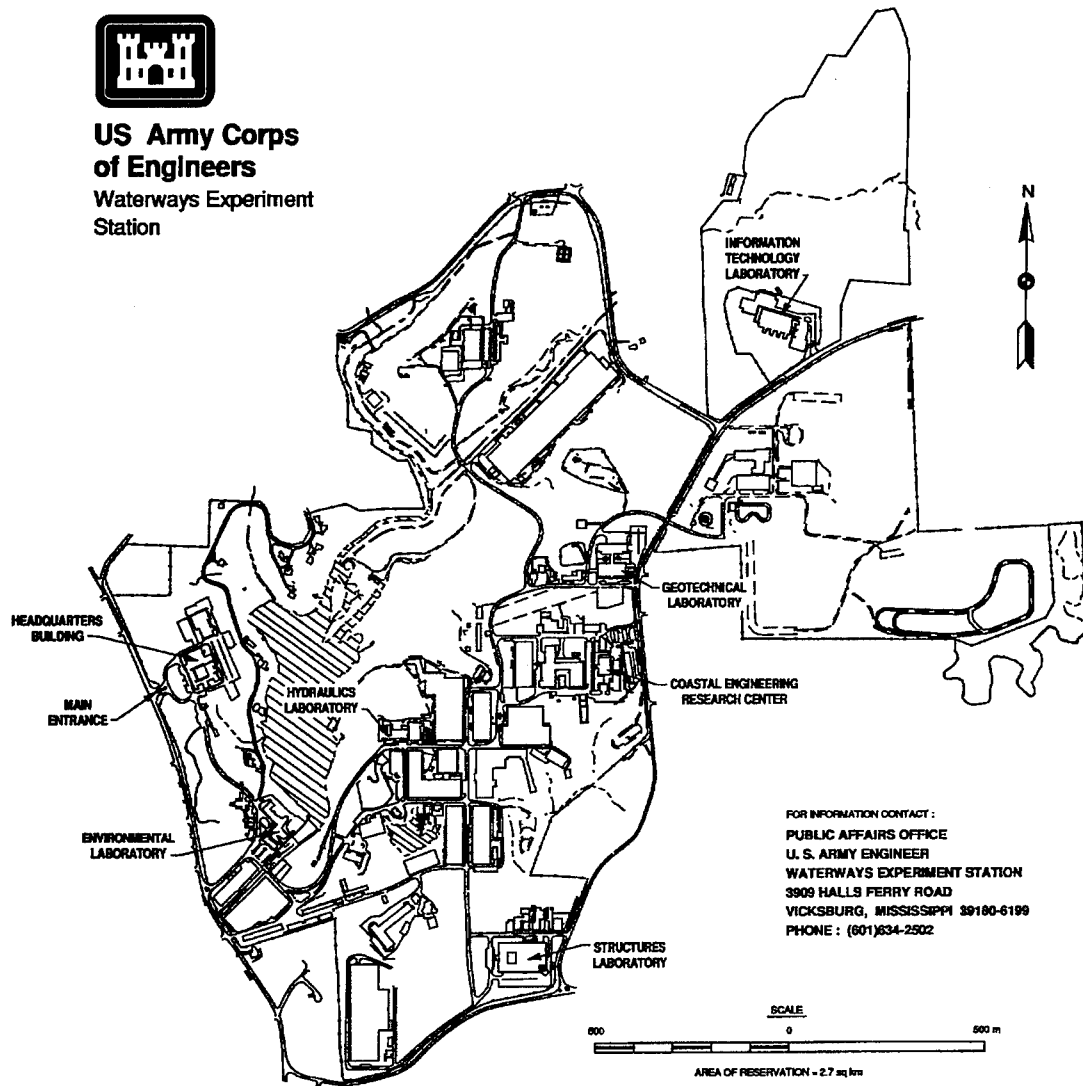 US Army Corps
of Engineers
Waterways Experiment
Station
N
INFORMATION
TECHNOLOGY
LABORATORY
GEOTECHNICAL
LABORATORY
HEADQUARTERS
BUILDING
MAIN
ENTRANCE
HYDRAULICS
LABORATORY
COASTAL ENGINEERING
RESEARCH CENTER
ENVIRONMENTAL
LABORATORY
STRUCTURES
LABORATORY
FOR INFORMATION CONTACT :
PUBLIC AFFAIRS OFFICE
U. S. ARMY ENGINEER
WATERWAYS EXPERIMENT STATION
3909 HALLS FERRY ROAD
VICKSBURG, MISSISSIPPI 39180-6199
PHONE : (601)634-2502
SCALE
500 0 500 m
AREA OF RESERVATION = 2.7 sq km